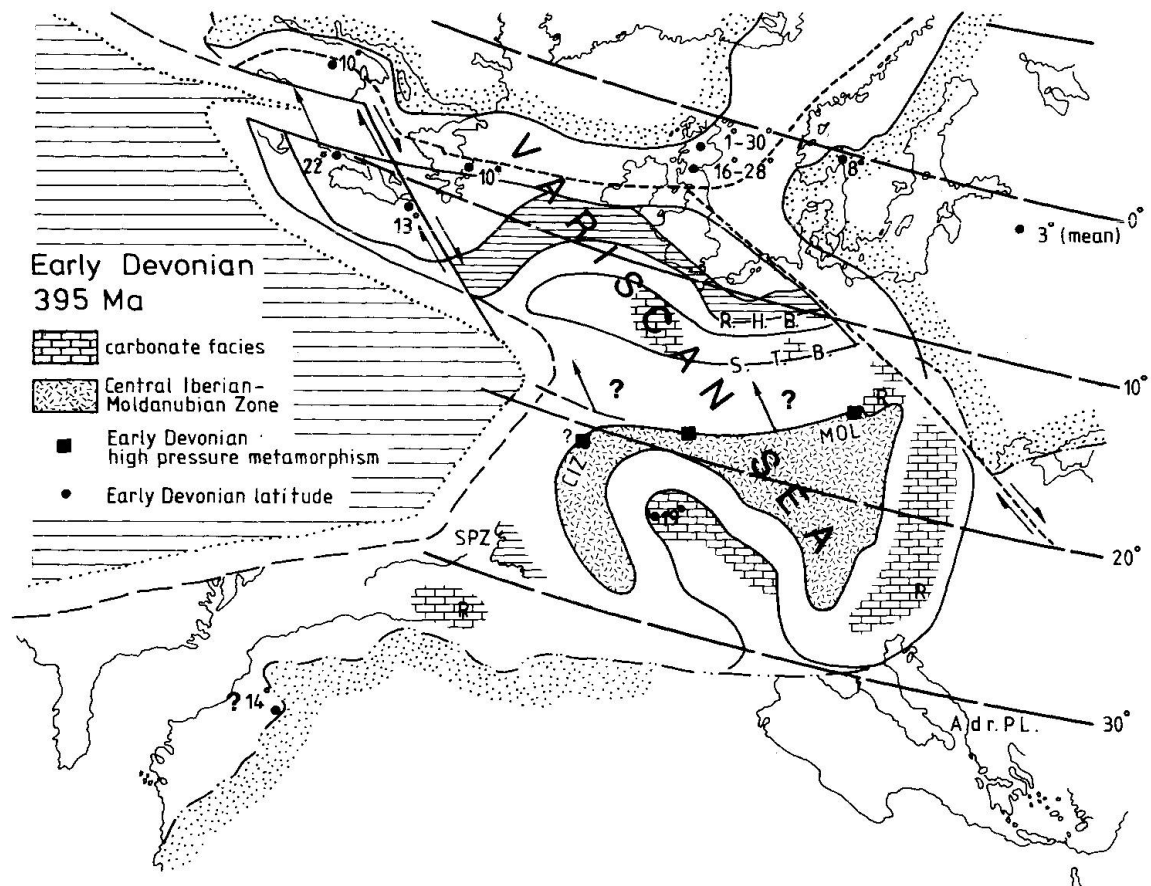 10°
1-30°
16°-28°
8°
22°
10°
13°
0°
3° (mean)
VARISCAN SEA
Early Devonian
395 Ma
carbonate facies
Central Iberian-
Moldanubian Zone
Early Devonian
high pressure metamorphism
Early Devonian latitude
R. H. B.
S. T. B.
10°
?
?
R
MOL
?
CIZ
19°
SPZ
20°
R
R
? 14°
Adr. PL.
30°